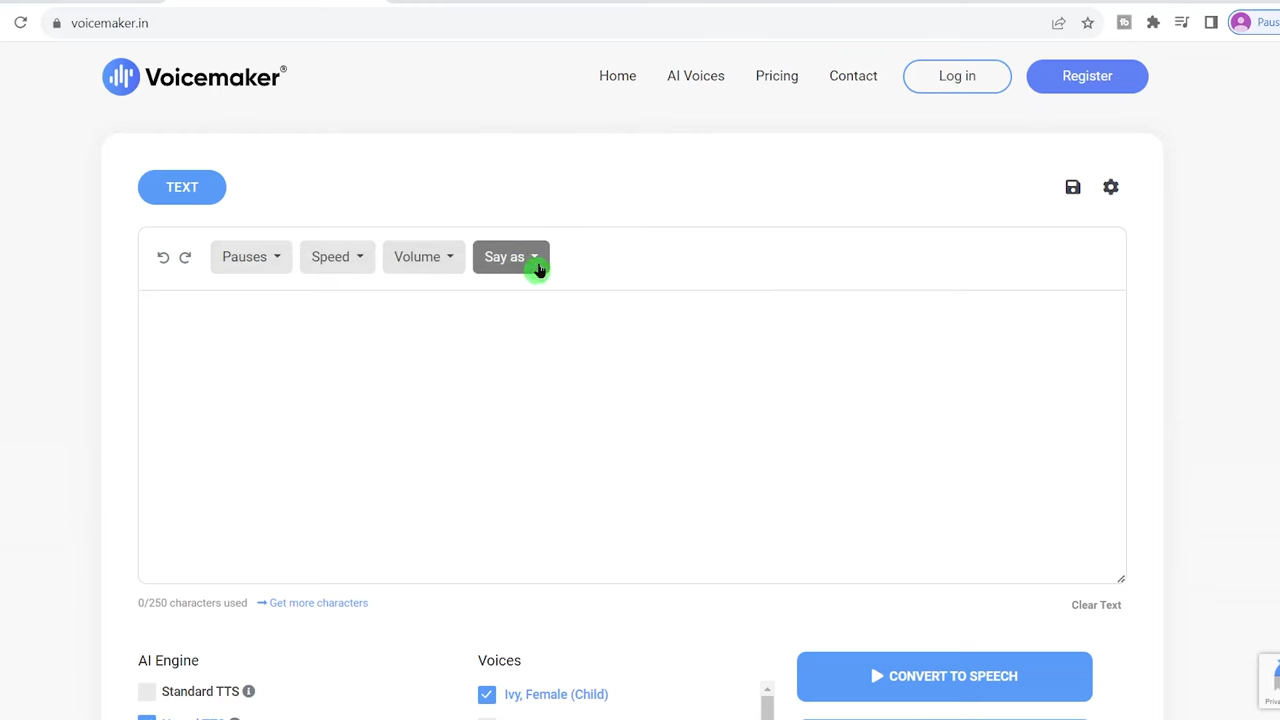 voicemaker.in
Paus
Voicemaker®
Home
AI Voices
Pricing
Contact
Log in
Register
TEXT
Pauses
Speed
Volume
Say as
0/250 characters used
Get more characters
Clear Text
AI Engine
Voices
CONVERT TO SPEECH
Standard TTS
Ivy, Female (Child)